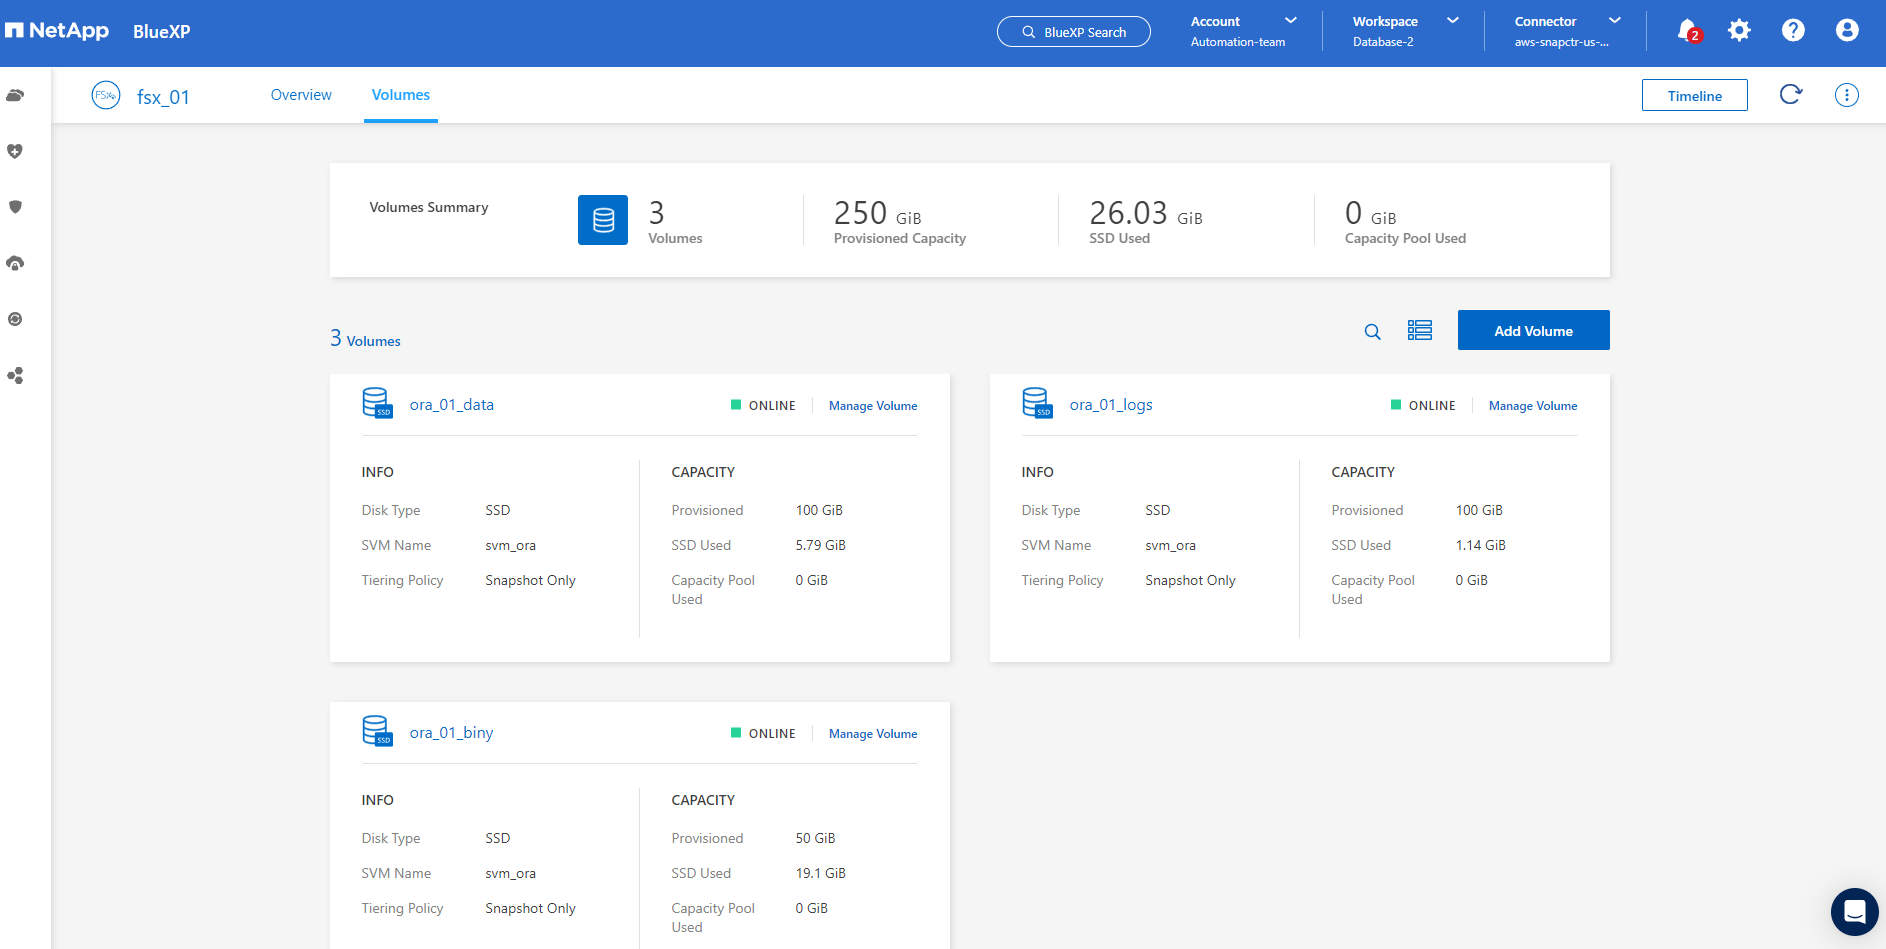 NetApp BlueXP
BlueXP Search
Account
Automation-team
Workspace
Database-2
Connector
aws-snapctr-us-...
2
FSx
fsx_01
Overview
Volumes
Timeline
Volumes Summary
3
Volumes
250 GiB
Provisioned Capacity
26.03 GiB
SSD Used
0 GiB
Capacity Pool Used
3 Volumes
Add Volume
SSD
ora_01_data
ONLINE
Manage Volume
INFO
Disk Type SSD
SVM Name svm_ora
Tiering Policy Snapshot Only
CAPACITY
Provisioned 100 GiB
SSD Used 5.79 GiB
Capacity Pool 0 GiB
Used
SSD
ora_01_logs
ONLINE
Manage Volume
INFO
Disk Type SSD
SVM Name svm_ora
Tiering Policy Snapshot Only
CAPACITY
Provisioned 100 GiB
SSD Used 1.14 GiB
Capacity Pool 0 GiB
Used
SSD
ora_01_biny
ONLINE
Manage Volume
INFO
Disk Type SSD
SVM Name svm_ora
Tiering Policy Snapshot Only
CAPACITY
Provisioned 50 GiB
SSD Used 19.1 GiB
Capacity Pool 0 GiB
Used